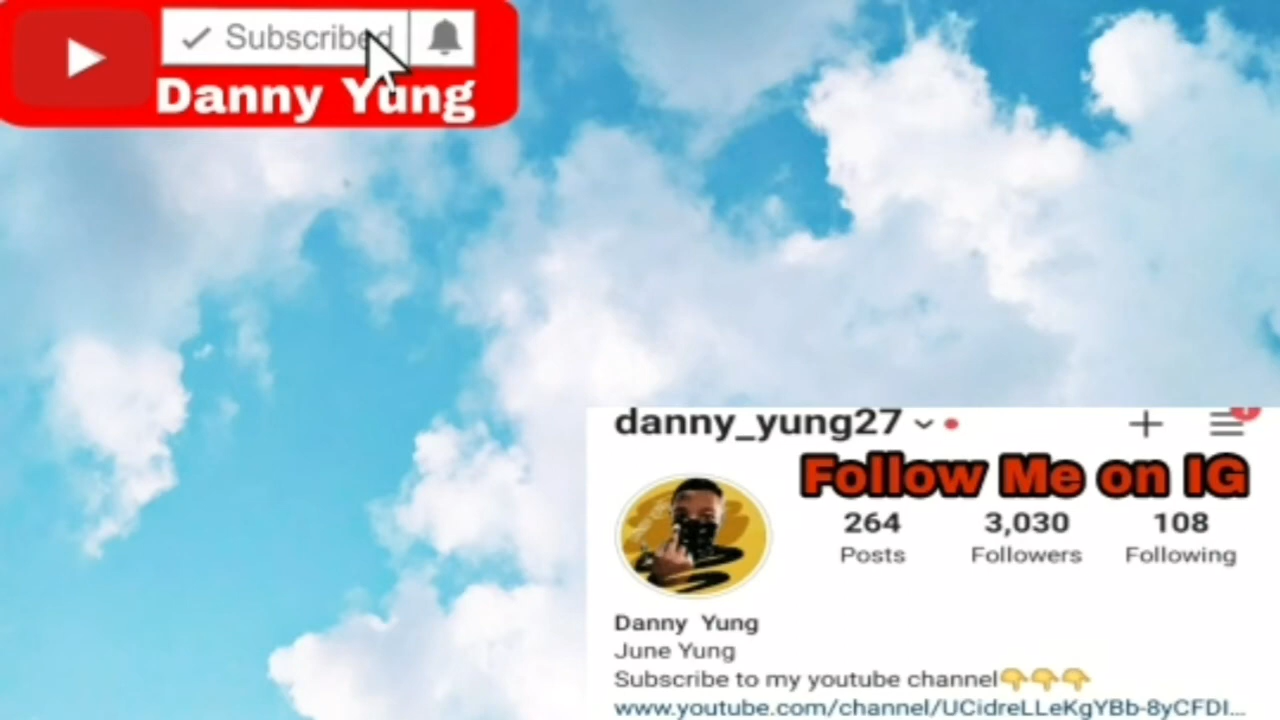 Subscribed
Danny Yung
danny_yung27
Follow Me on IG
264 3,030 108
Posts Followers Following
Danny Yung
June Yung
Subscribe to my youtube channel👇👇👇
www.youtube.com/channel/UCidreLLeKgYBb-8yCFDI...